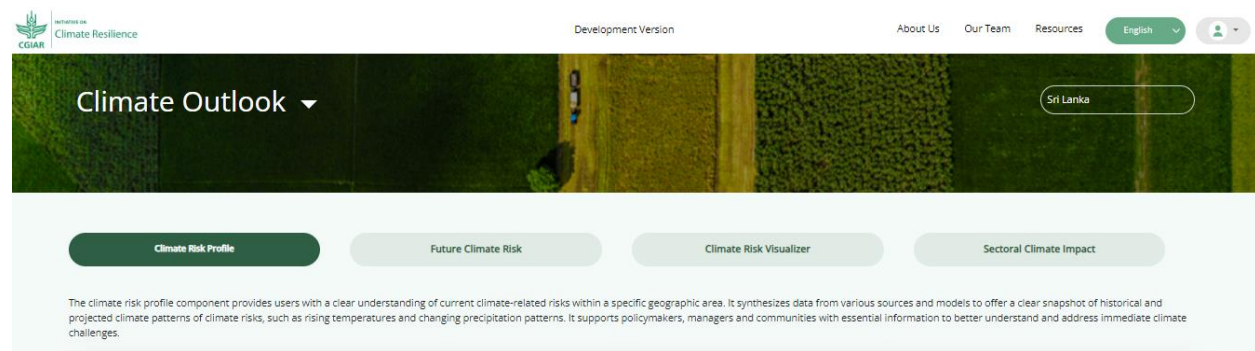 INITIATIVE ON
Climate Resilience
CGIAR
Development Version
About Us
Our Team
Resources
English
Climate Outlook
Sri Lanka
Climate Risk Profile
Future Climate Risk
Climate Risk Visualizer
Sectoral Climate Impact
The climate risk profile component provides users with a clear understanding of current climate-related risks within a specific geographic area. It synthesizes data from various sources and models to offer a clear snapshot of historical and
projected climate patterns of climate risks, such as rising temperatures and changing precipitation patterns. It supports policymakers, managers and communities with essential information to better understand and address immediate climate
challenges.